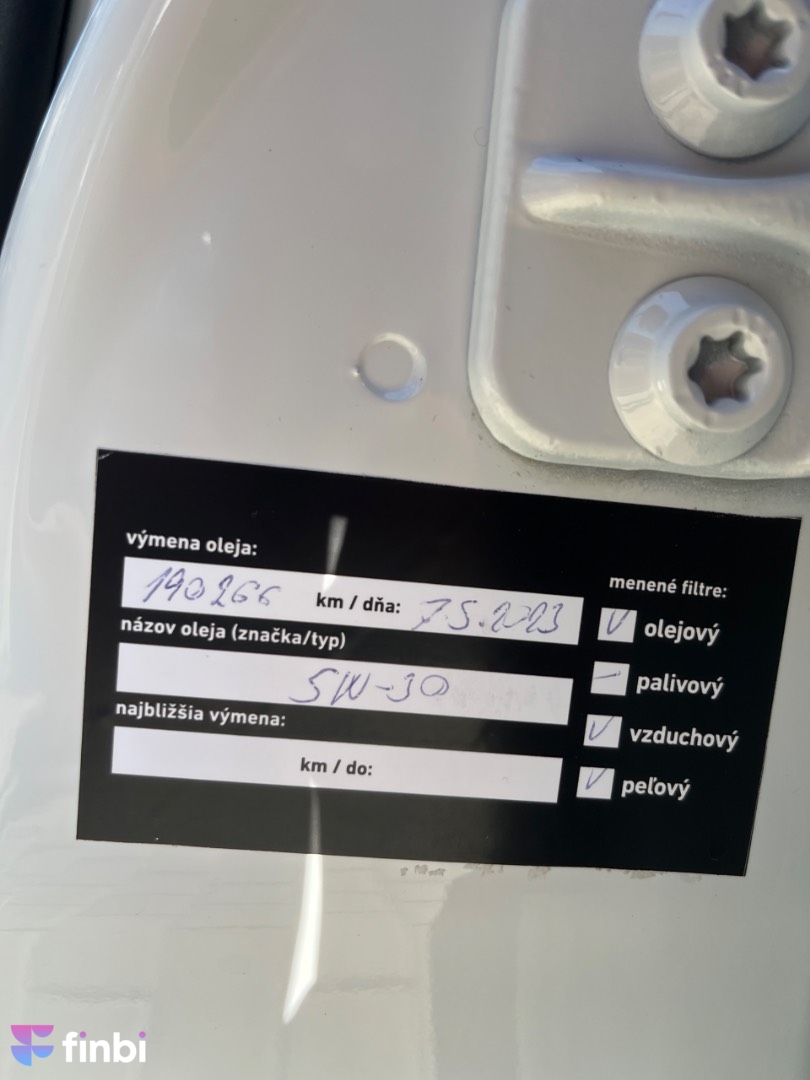 výmena oleja:
190266 km / dňa: 7.5.2023
názov oleja (značka/typ)
5W-30
najbližšia výmena:
km / do:
menené filtre:
olejový
palivový
vzduchový
peľový
finbi